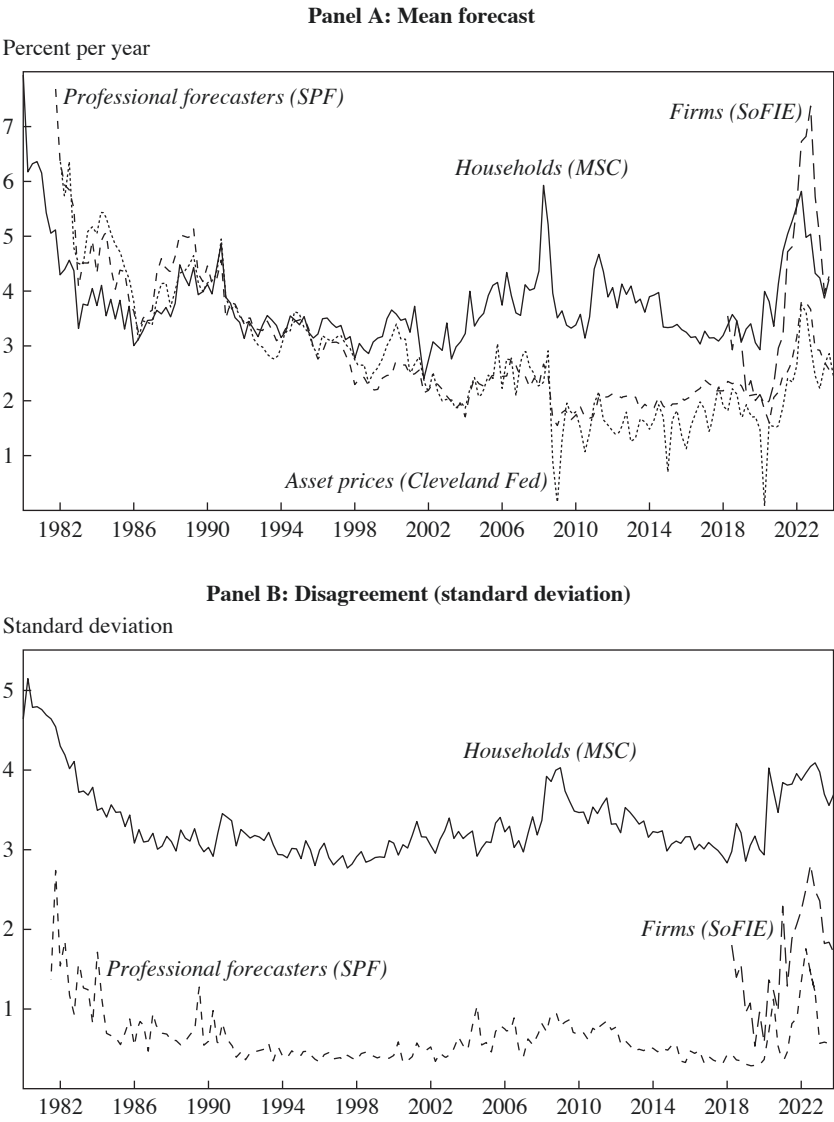 Panel A: Mean forecast
Percent per year
Professional forecasters (SPF)
Firms (SoFIE)
7
Households (MSC)
6
5
4
3
2
1
Asset prices (Cleveland Fed)
1982 1986 1990 1994 1998 2002 2006 2010 2014 2018 2022
Panel B: Disagreement (standard deviation)
Standard deviation
5
Households (MSC)
4
3
2
Firms (SoFIE)
Professional forecasters (SPF)
1
1982 1986 1990 1994 1998 2002 2006 2010 2014 2018 2022